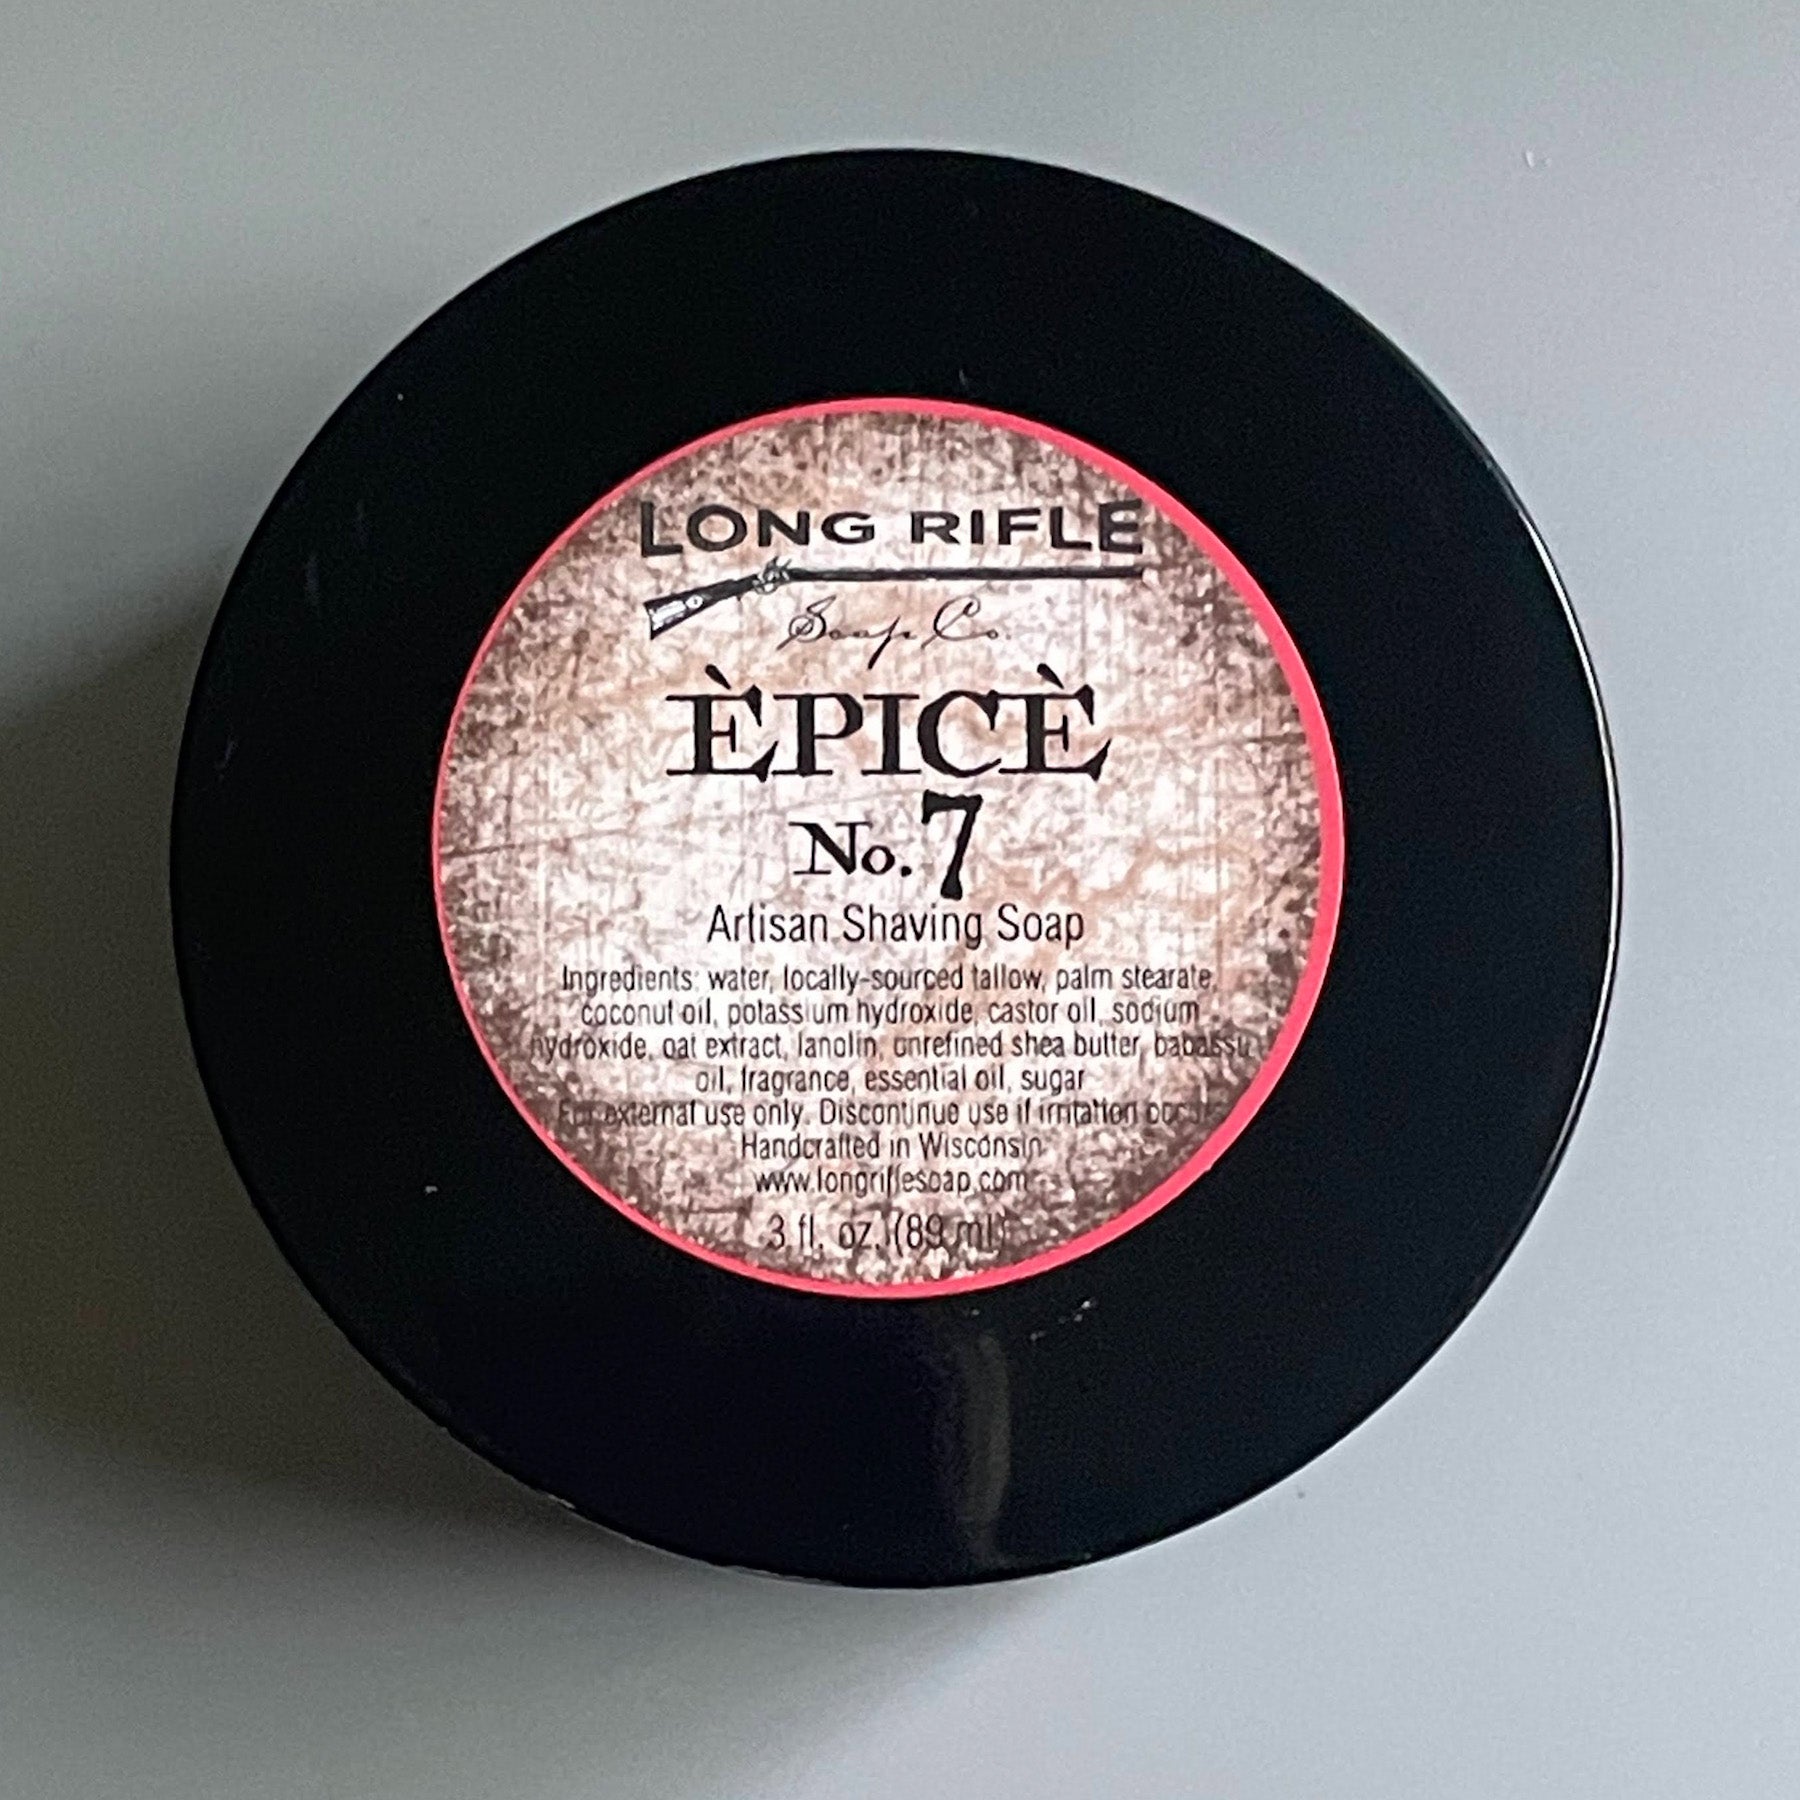 LONG RIFLE
Soap Co.
ÈPICÈ
No. 7
Artisan Shaving Soap
Ingredients: water, locally-sourced tallow, palm stearate,
coconut oil, potassium hydroxide, castor oil, sodium
hydroxide, oat extract, lanolin, unrefined shea butter, babassu
oil, fragrance, essential oil, sugar
For external use only. Discontinue use if irritation occurs.
Handcrafted in Wisconsin
www.longriflesoap.com
3 fl. oz. (89 ml)